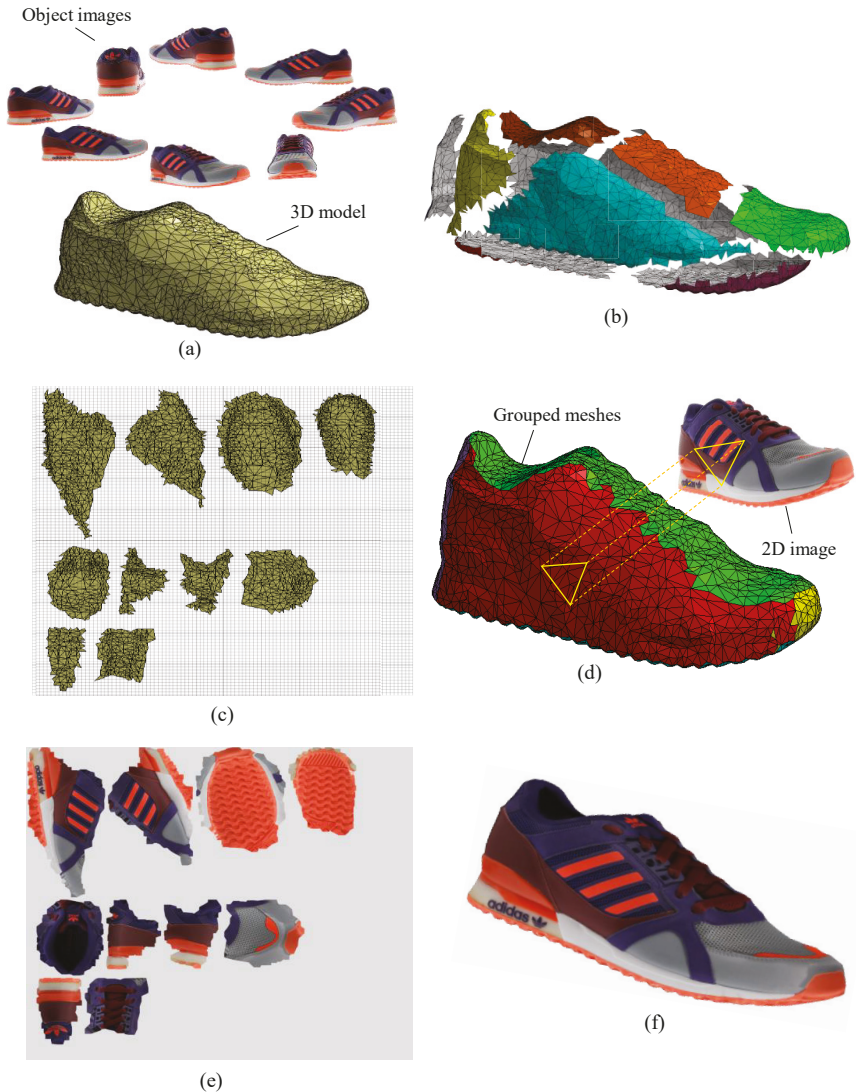 Object images
3D model
(a)
(b)
(c)
Grouped meshes
2D image
(d)
adidas
(e)
adidas
(f)